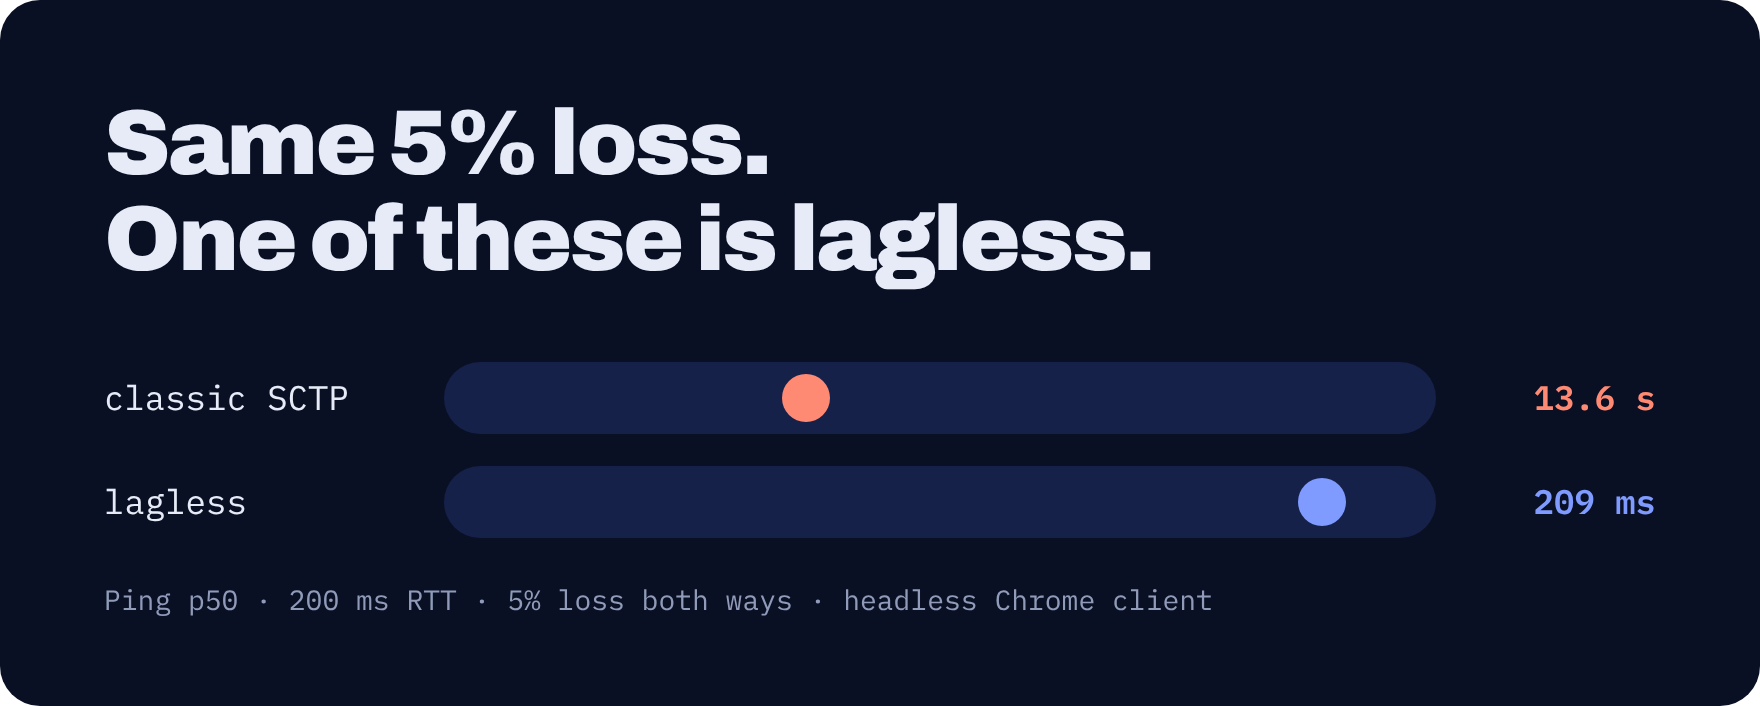 Same 5% loss.
One of these is lagless.
classic SCTP 13.6 s
lagless 209 ms
Ping p50 · 200 ms RTT · 5% loss both ways · headless Chrome client